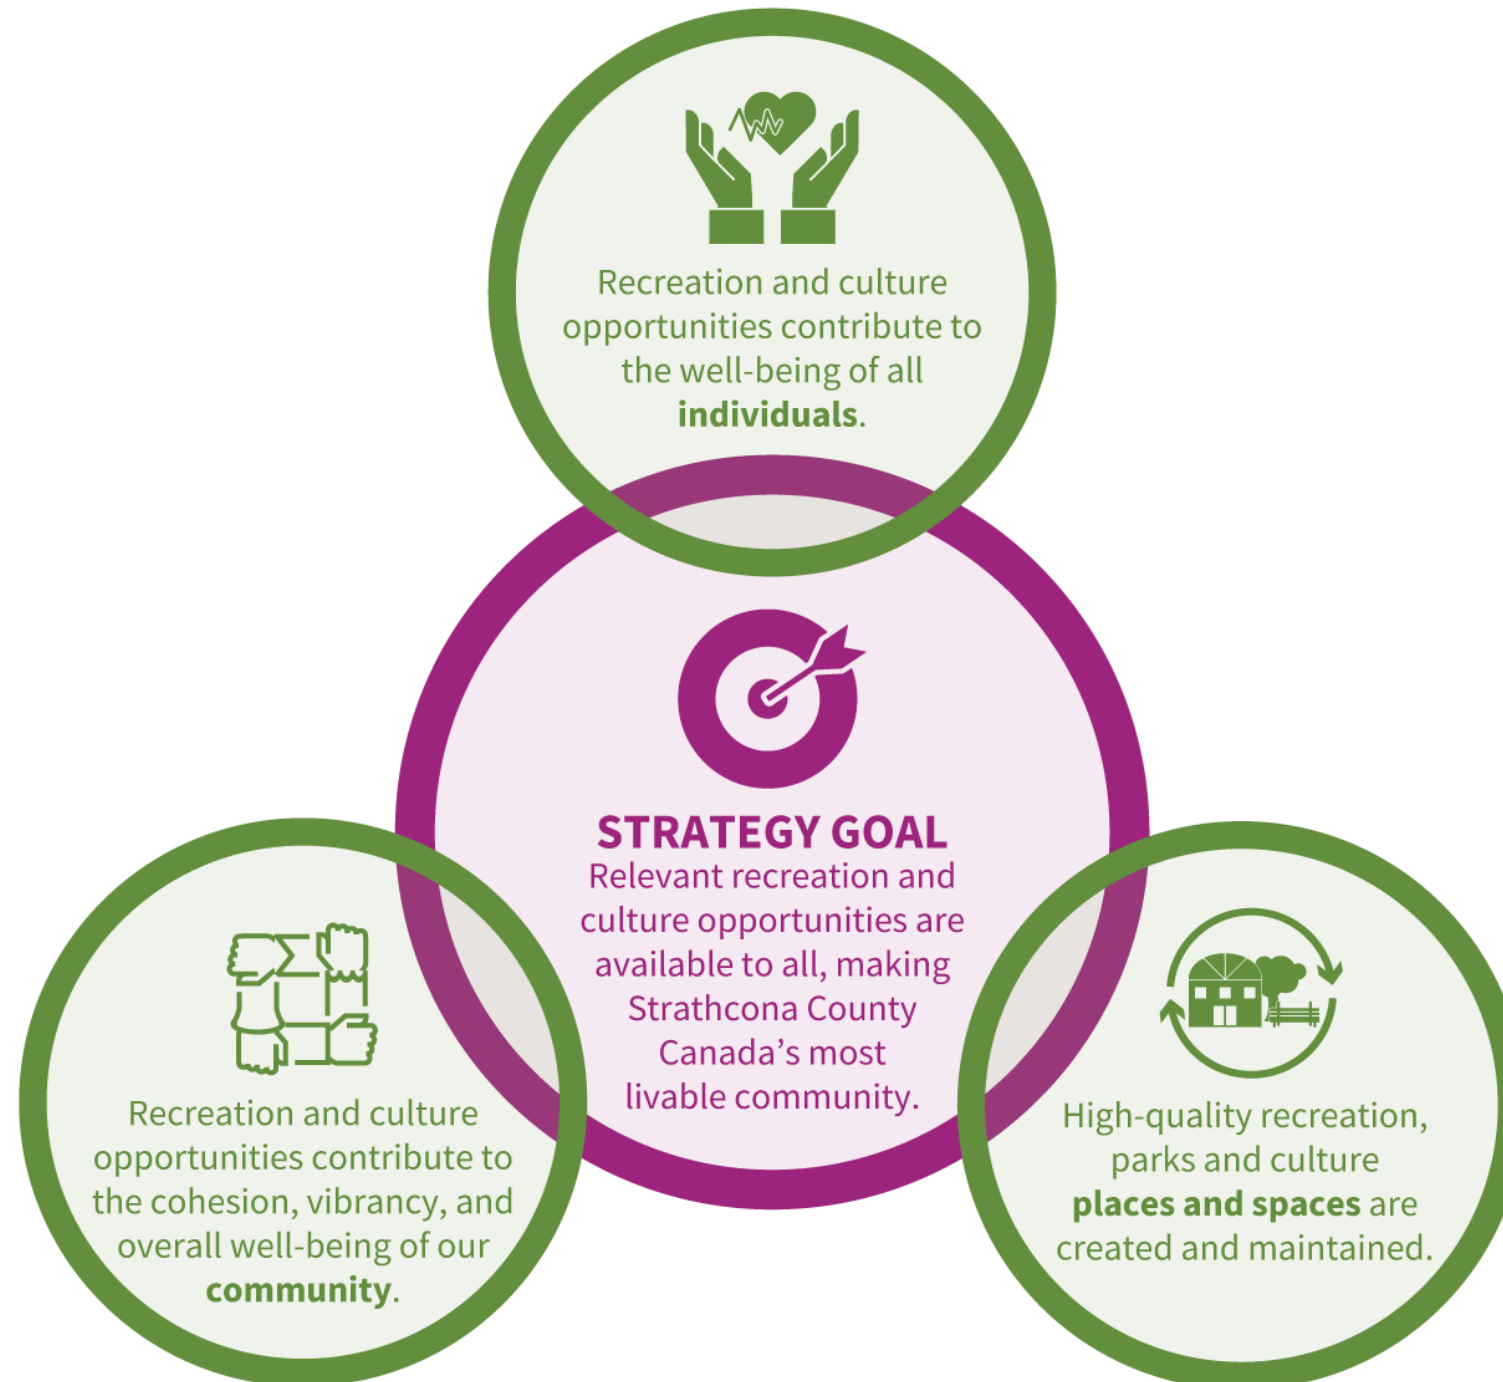 Recreation and culture
opportunities contribute to
the well-being of all
individuals.
STRATEGY GOAL
Relevant recreation and
culture opportunities are
available to all, making
Strathcona County
Canada's most
livable community.
Recreation and culture
opportunities contribute to
the cohesion, vibrancy, and
overall well-being of our
community.
High-quality recreation,
parks and culture
places and spaces are
created and maintained.